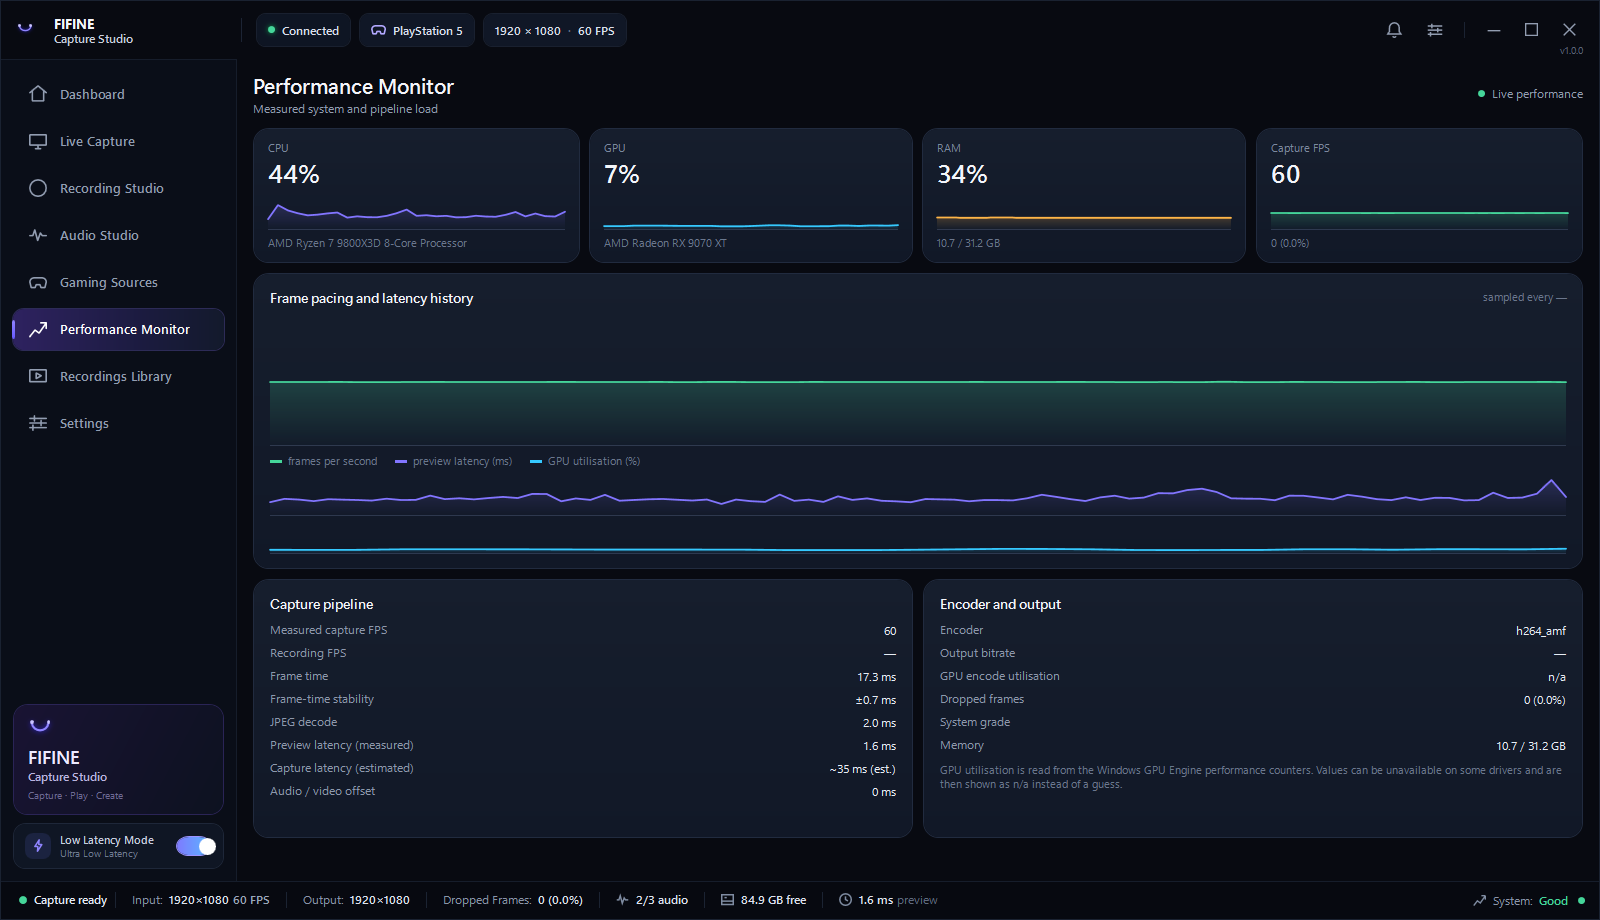 FIFINE
Capture Studio
Connected
PlayStation 5
1920 × 1080 · 60 FPS
v1.0.0
Dashboard
Live Capture
Recording Studio
Audio Studio
Gaming Sources
Performance Monitor
Recordings Library
Settings
FIFINE
Capture Studio
Capture · Play · Create
Low Latency Mode
Ultra Low Latency
Performance Monitor
Measured system and pipeline load
Live performance
CPU
44%
AMD Ryzen 7 9800X3D 8-Core Processor
GPU
7%
AMD Radeon RX 9070 XT
RAM
34%
10.7 / 31.2 GB
Capture FPS
60
0 (0.0%)
Frame pacing and latency history
sampled every —
frames per second
preview latency (ms)
GPU utilisation (%)
Capture pipeline
Measured capture FPS 60
Recording FPS —
Frame time 17.3 ms
Frame-time stability ±0.7 ms
JPEG decode 2.0 ms
Preview latency (measured) 1.6 ms
Capture latency (estimated) ~35 ms (est.)
Audio / video offset 0 ms
Encoder and output
Encoder h264_amf
Output bitrate —
GPU encode utilisation n/a
Dropped frames 0 (0.0%)
System grade
Memory 10.7 / 31.2 GB
GPU utilisation is read from the Windows GPU Engine performance counters. Values can be unavailable on some drivers and are
then shown as n/a instead of a guess.
Capture ready
Input: 1920×1080 60 FPS
Output: 1920×1080
Dropped Frames: 0 (0.0%)
2/3 audio
84.9 GB free
1.6 ms preview
System: Good